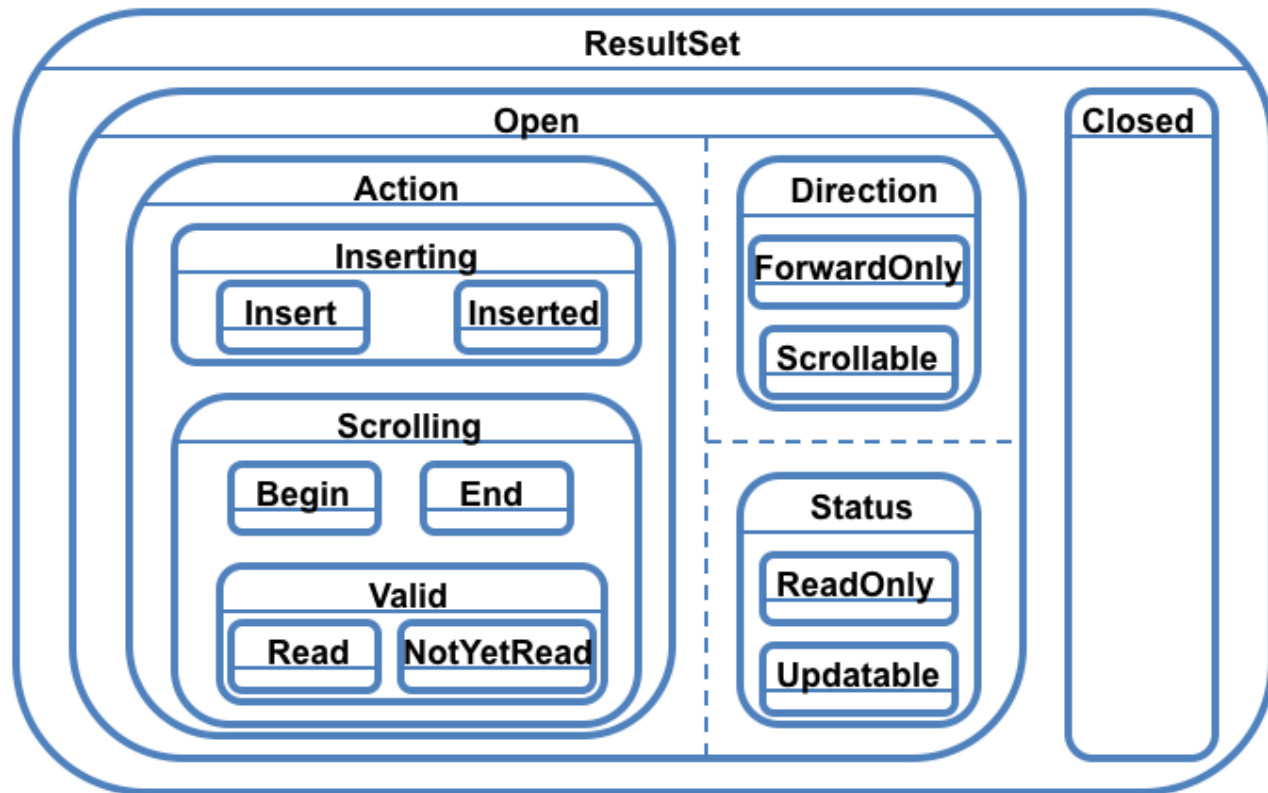 ResultSet
Open
Closed
Action
Direction
Inserting
ForwardOnly
Insert
Inserted
Scrollable
Scrolling
Begin
End
Status
Valid
ReadOnly
Read
NotYetRead
Updatable